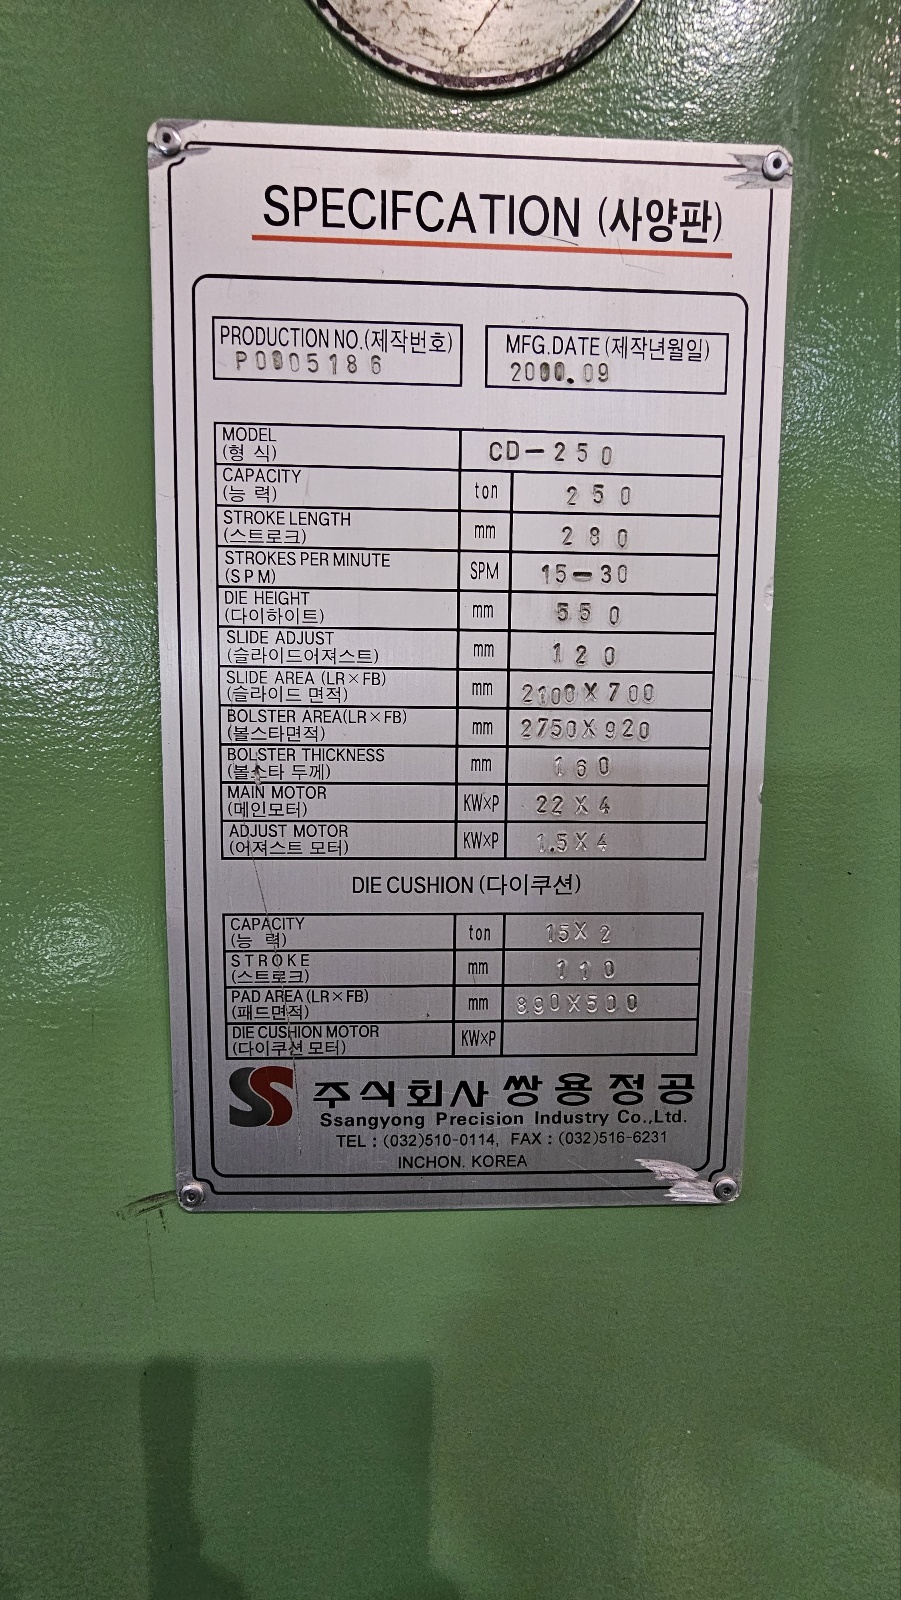 SPECIFCATION (사양판)
PRODUCTION NO.(제작번호)
P0005186
MFG.DATE (제작년월일)
2000.09
MODEL
(형 식)
CD-250
CAPACITY
(능 력)
ton
250
STROKE LENGTH
(스트로크)
mm
280
STROKES PER MINUTE
(SPM)
SPM
15-30
DIE HEIGHT
(다이하이트)
mm
550
SLIDE ADJUST
(슬라이드어져스트)
mm
120
SLIDE AREA (LR×FB)
(슬라이드 면적)
mm
2100X700
BOLSTER AREA(LR×FB)
(볼스타면적)
mm
2750X920
BOLSTER THICKNESS
(볼스타 두께)
mm
160
MAIN MOTOR
(메인모터)
KW×P
22X4
ADJUST MOTOR
(어져스트 모터)
KW×P
1.5X4
DIE CUSHION (다이쿠션)
CAPACITY
(능 력)
ton
15X2
STROKE
(스트로크)
mm
110
PAD AREA (LR×FB)
(패드면적)
mm
890X500
DIE CUSHION MOTOR
(다이쿠션 모터)
KW×P
SS 주식회사 쌍용정공
Ssangyong Precision Industry Co.,Ltd.
TEL : (032)510-0114, FAX : (032)516-6231
INCHON. KOREA